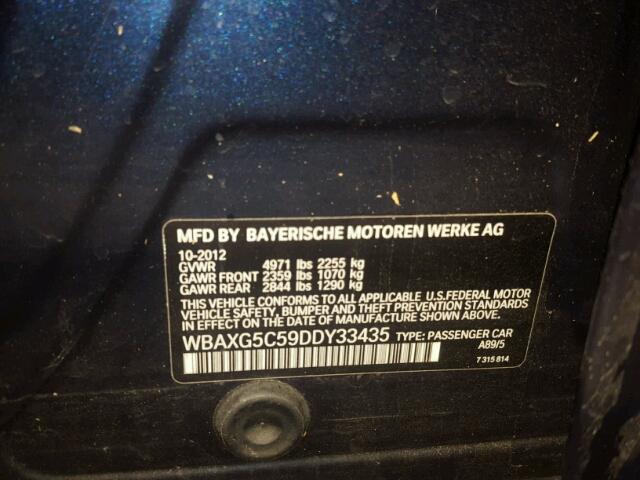 MFD BY BAYERISCHE MOTOREN WERKE AG
10-2012
GVWR 4971 lbs 2255 kg
GAWR FRONT 2359 lbs 1070 kg
GAWR REAR 2844 lbs 1290 kg
THIS VEHICLE CONFORMS TO ALL APPLICABLE U.S.FEDERAL MOTOR
VEHICLE SAFETY, BUMPER AND THEFT PREVENTION STANDARDS
IN EFFECT ON THE DATE OF MANUFACTURE SHOWN ABOVE.
WBAXG5C59DDY33435 TYPE: PASSENGER CAR
A89/5
7 315 814